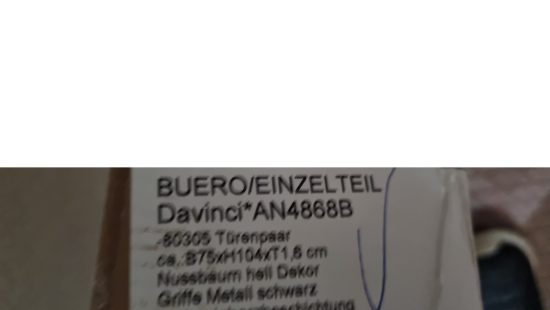 BUERO/EINZELTEIL
Davinci*AN4868B
-80305 Türenpaar
ca.:B75xH104xT1,6 cm
Nussbaum hell Dekor
Griffe Metall schwarz